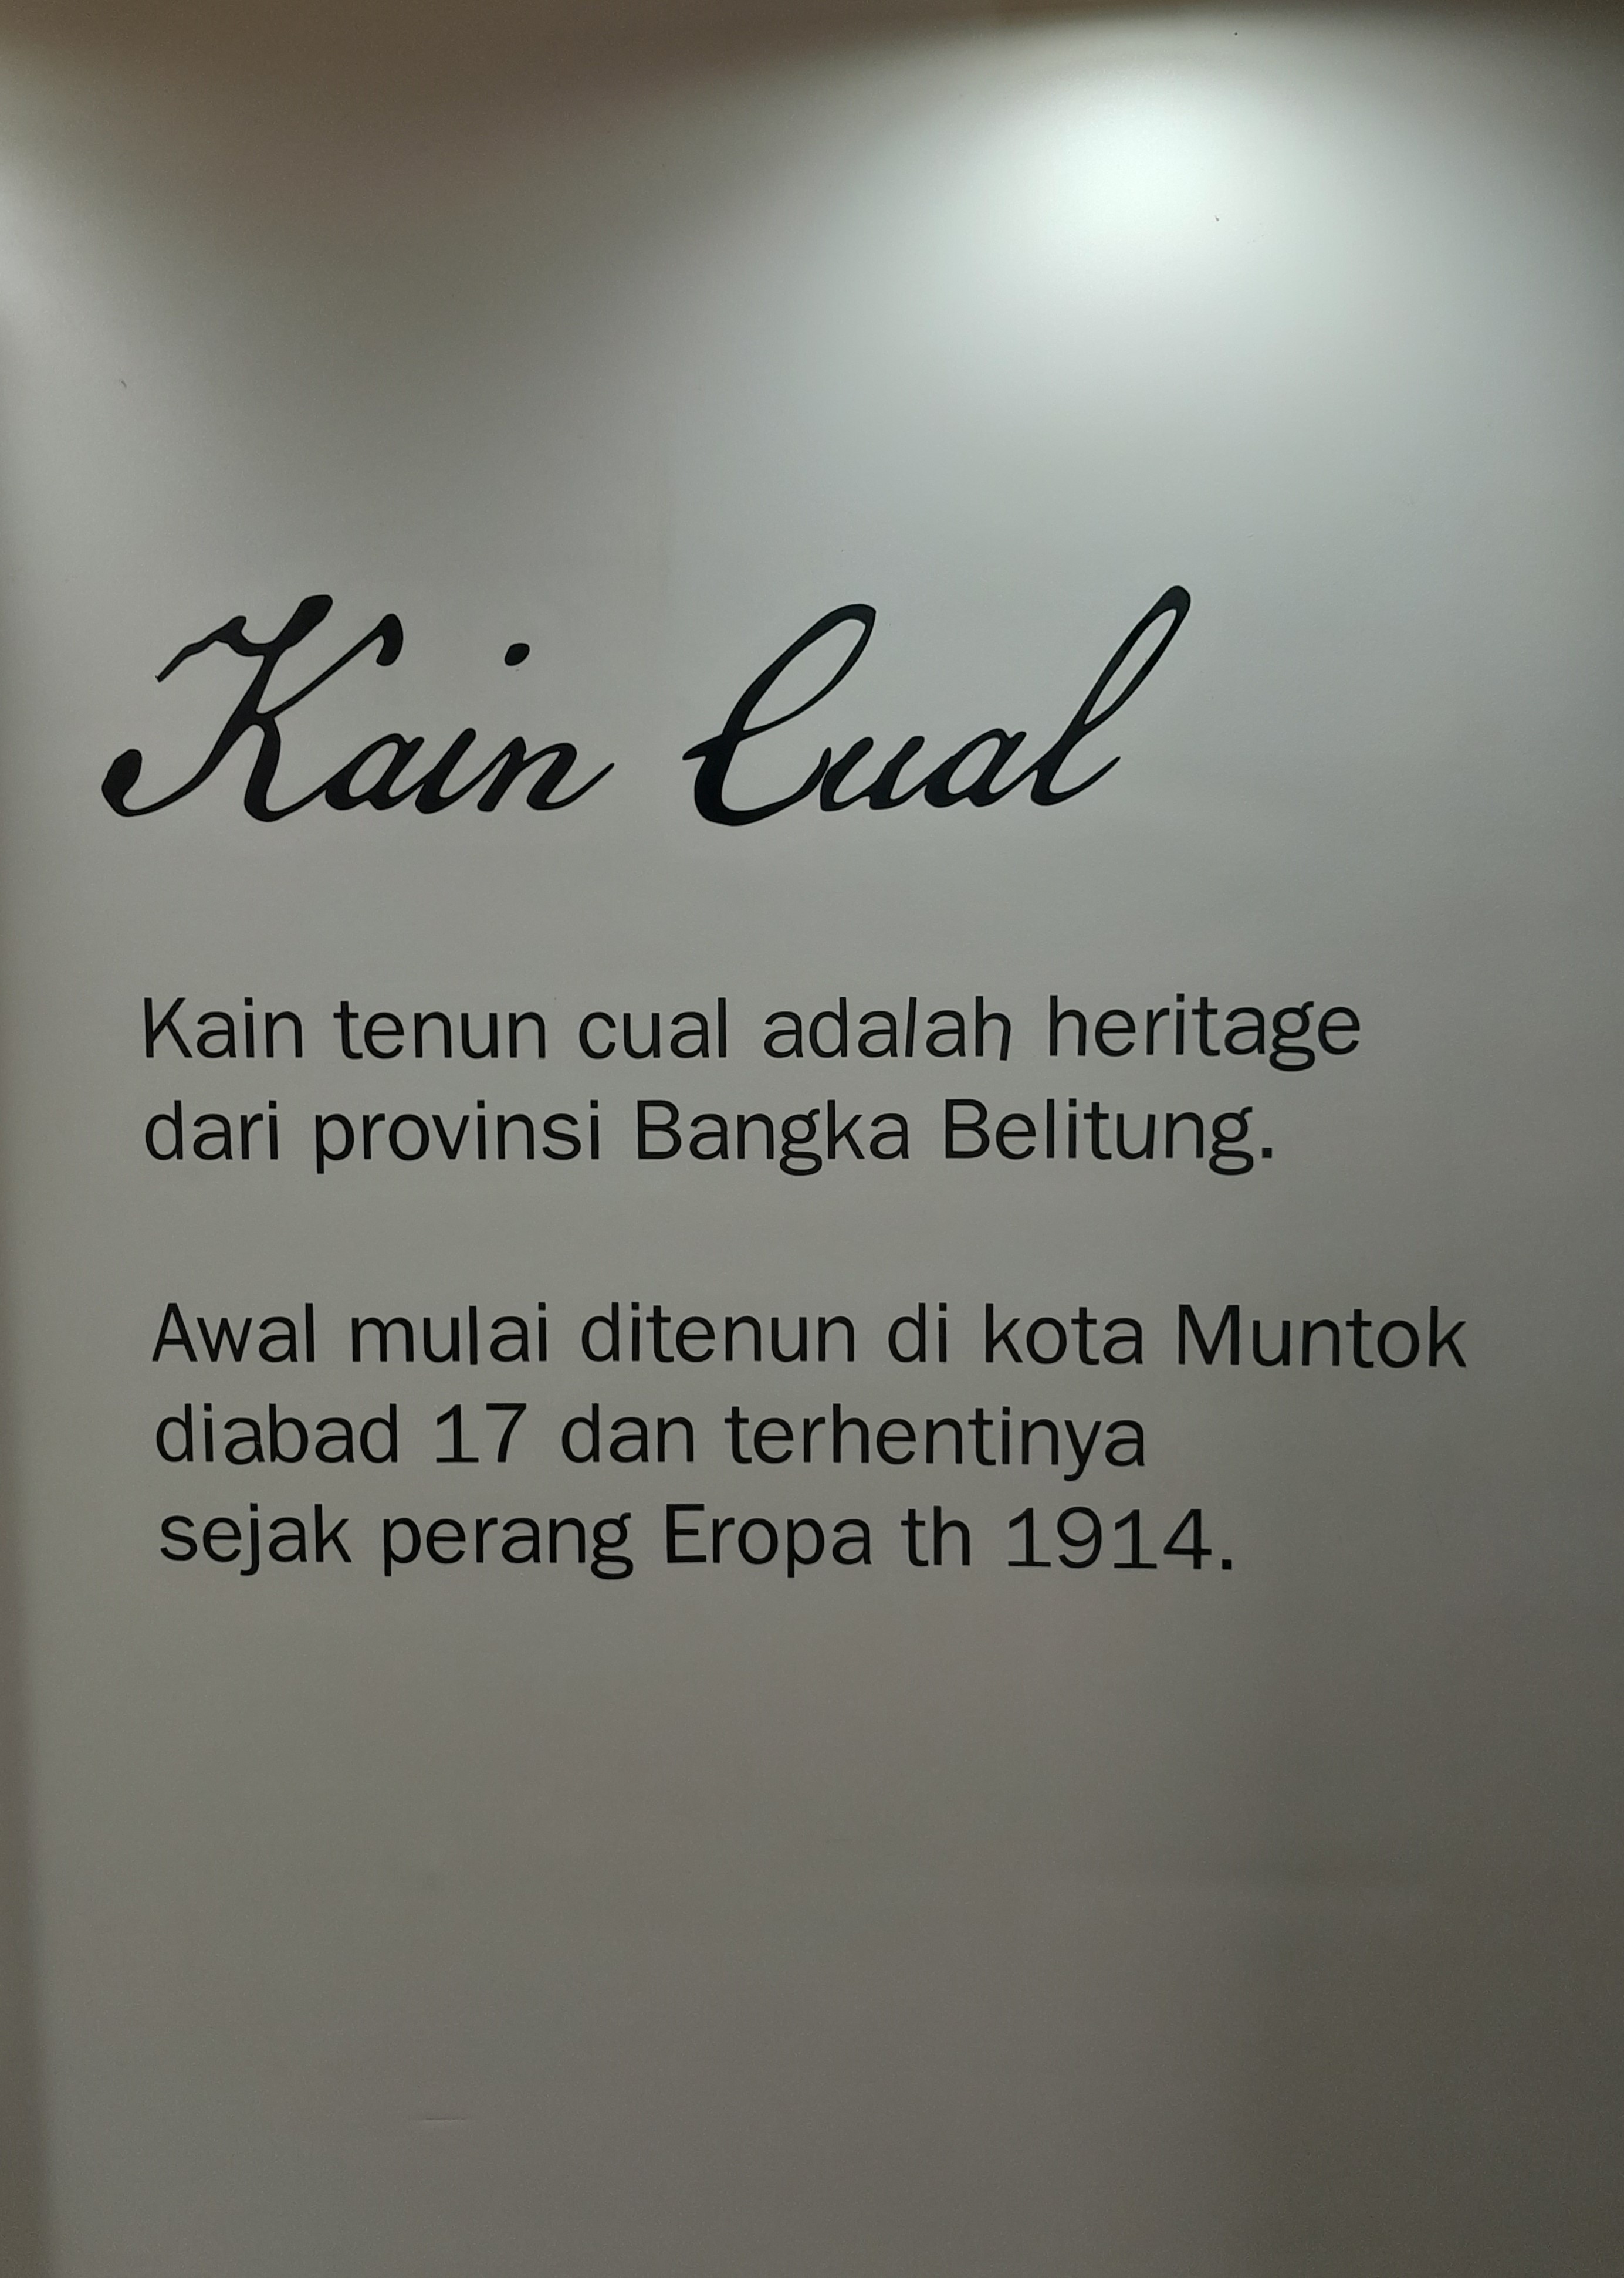 Kain Cual
Kain tenun cual adalah heritage
dari provinsi Bangka Belitung.
Awal mulai ditenun di kota Muntok
diabad 17 dan terhentinya
sejak perang Eropa th 1914.